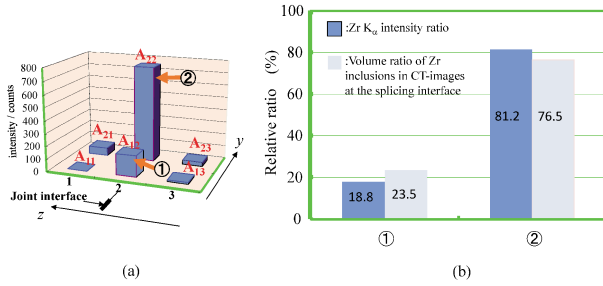 intensity / counts
800
700
600
500
400
300
200
100
0
A22
②
A21
A12
A23
A11
①
A13
1
2
3
y
Joint interface
z
(a)
Relative ratio (%)
100
80
60
40
20
0
:Zr Kα intensity ratio
:Volume ratio of Zr
inclusions in CT-images
at the splicing interface
18.8
23.5
81.2
76.5
①
②
(b)